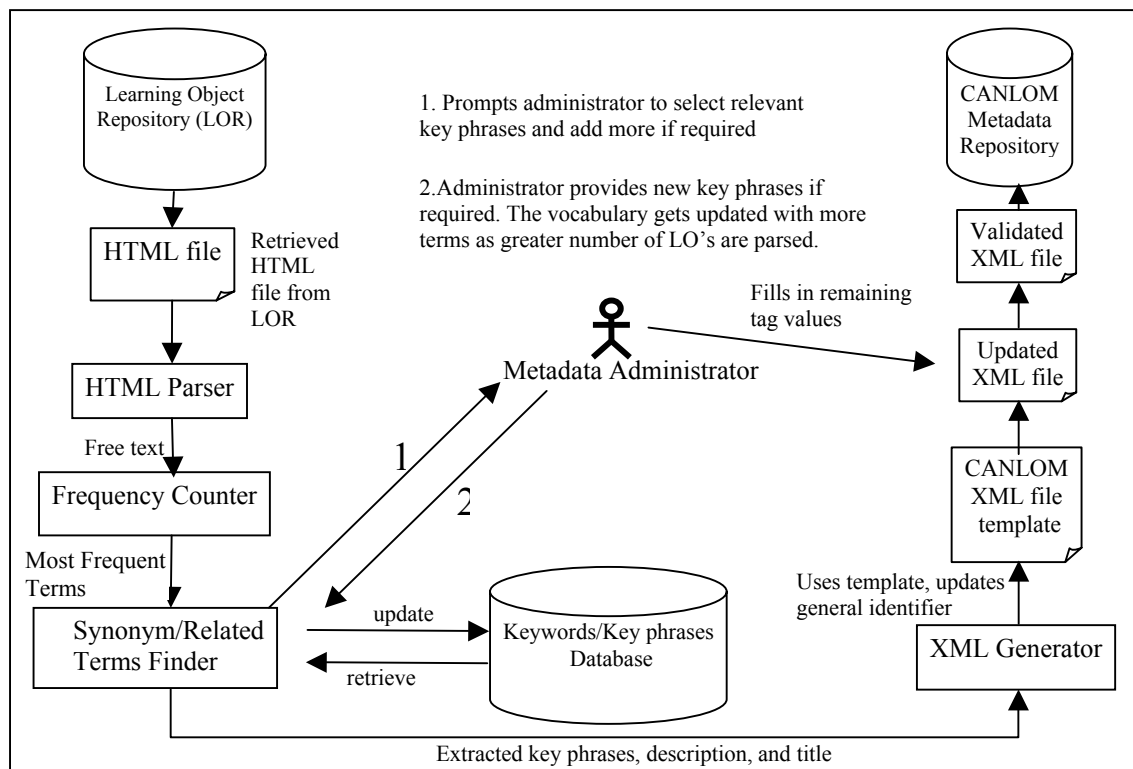 Learning Object
Repository (LOR)
HTML file
Retrieved
HTML
file from
LOR
HTML Parser
Free text
Frequency Counter
Most Frequent
Terms
Synonym/Related
Terms Finder
1. Prompts administrator to select relevant
key phrases and add more if required
2.Administrator provides new key phrases if
required. The vocabulary gets updated with more
terms as greater number of LO’s are parsed.
Metadata Administrator
1
2
update
retrieve
Keywords/Key phrases
Database
Fills in remaining
tag values
CANLOM
Metadata
Repository
Validated
XML file
Updated
XML file
CANLOM
XML file
template
Uses template, updates
general identifier
XML Generator
Extracted key phrases, description, and title